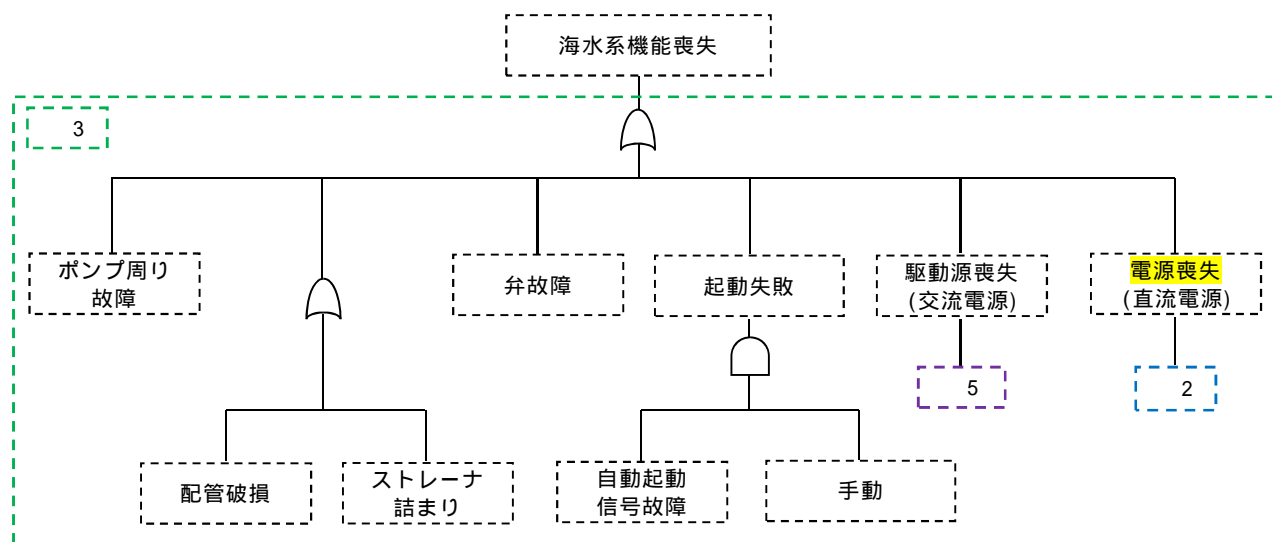 海水系機能喪失
3
ポンプ周り
故障
弁故障
起動失敗
駆動源喪失
(交流電源)
電源喪失
(直流電源)
5
2
配管破損
ストレーナ
詰まり
自動起動
信号故障
手動